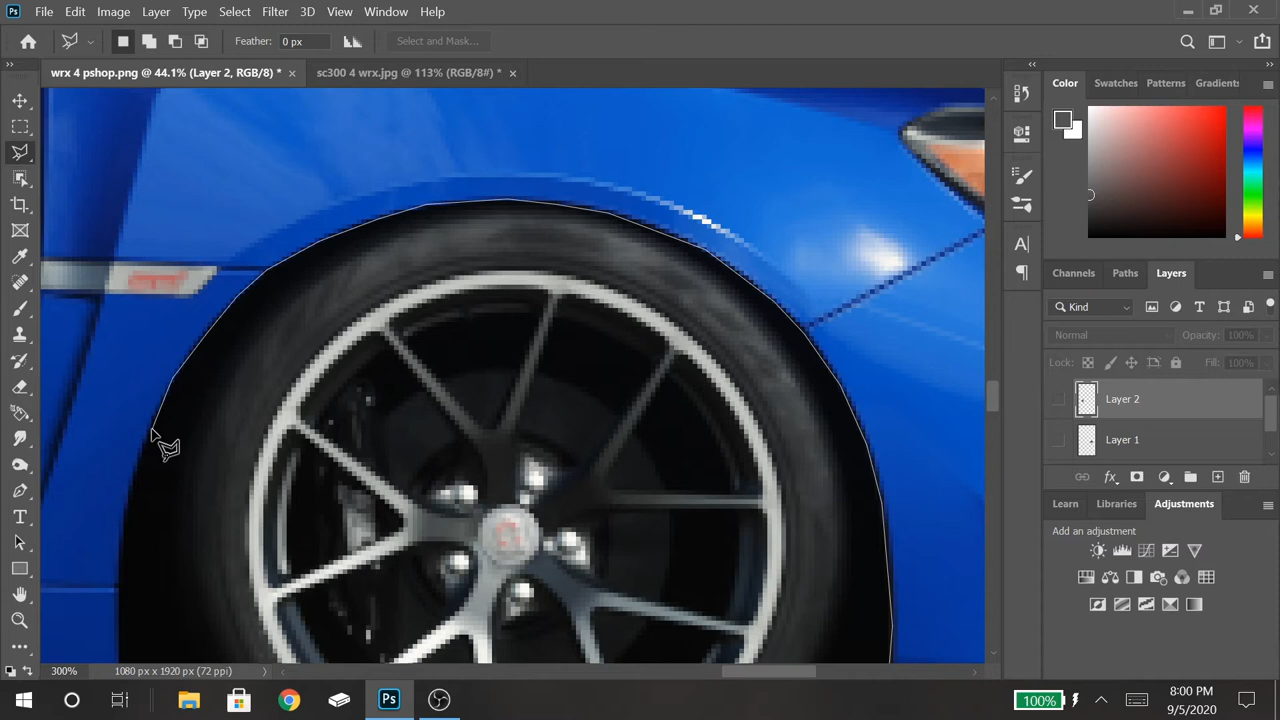 File Edit Image Layer Type Select Filter 3D View Window Help
Feather: 0 px Select and Mask...
wrx 4 pshop.png @ 44.1% (Layer 2, RGB/8) * × sc300 4 wrx.jpg @ 113% (RGB/8#) * ×
Color Swatches Patterns Gradients
Channels Paths Layers
Kind
Normal Opacity: 100%
Lock: Fill: 100%
Layer 2
Layer 1
Learn Libraries Adjustments
Add an adjustment
300% 1080 px x 1920 px (72 ppi)
100% 8:00 PM
9/5/2020